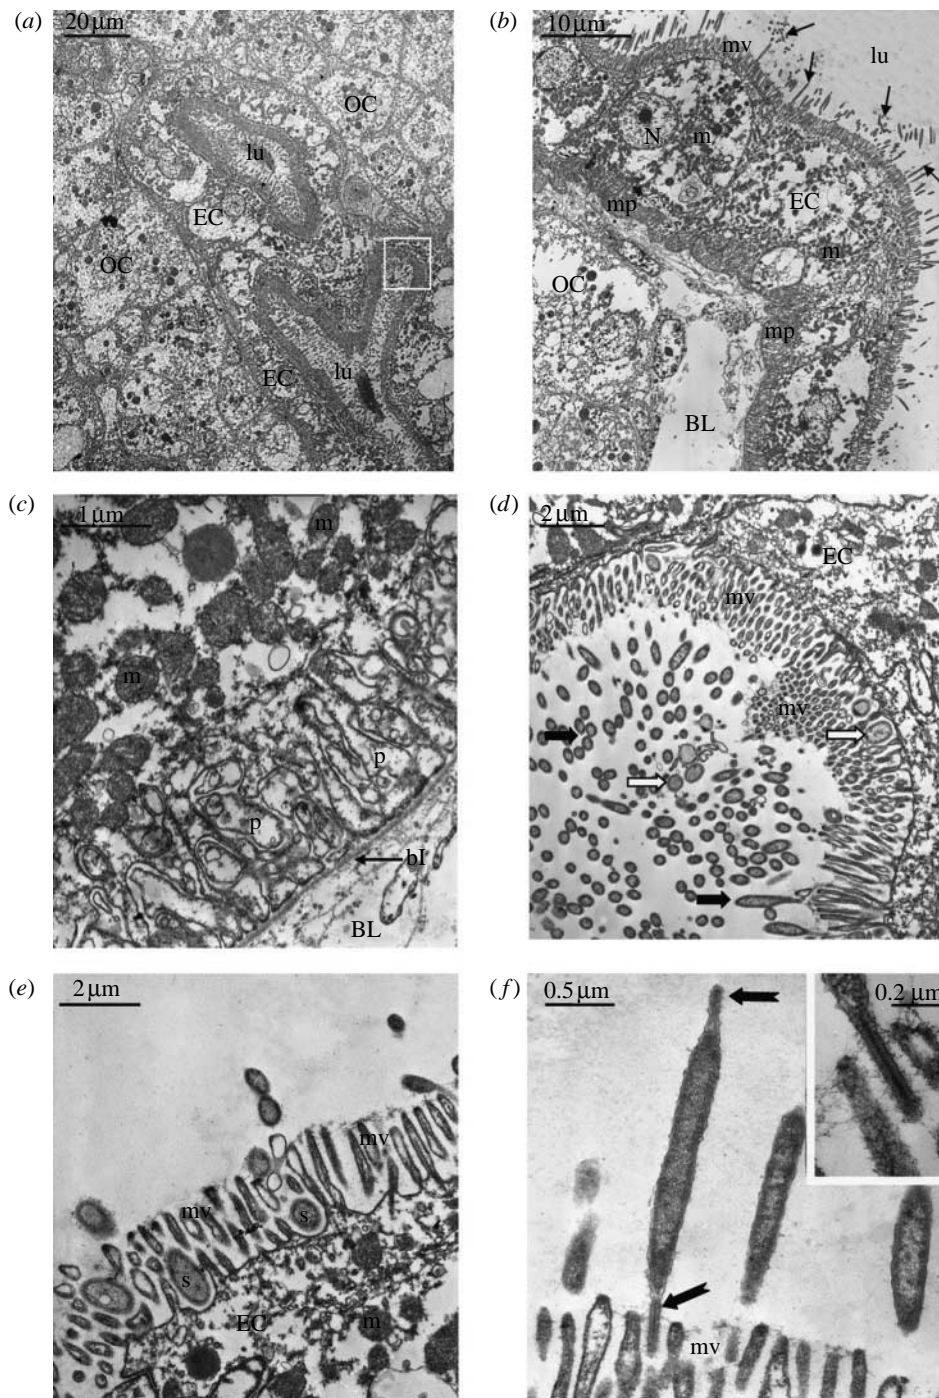 (a)
20 μm
OC
lu
EC
OC
EC
lu
(b)
10 μm
mv
lu
N
m
EC
mp
m
OC
mp
BL
(c)
1 μm
m
m
p
p
bl
BL
(d)
2 μm
EC
mv
mv
(e)
2 μm
mv
mv
s
s
EC
m
(f)
0.5 μm
0.2 μm
mv